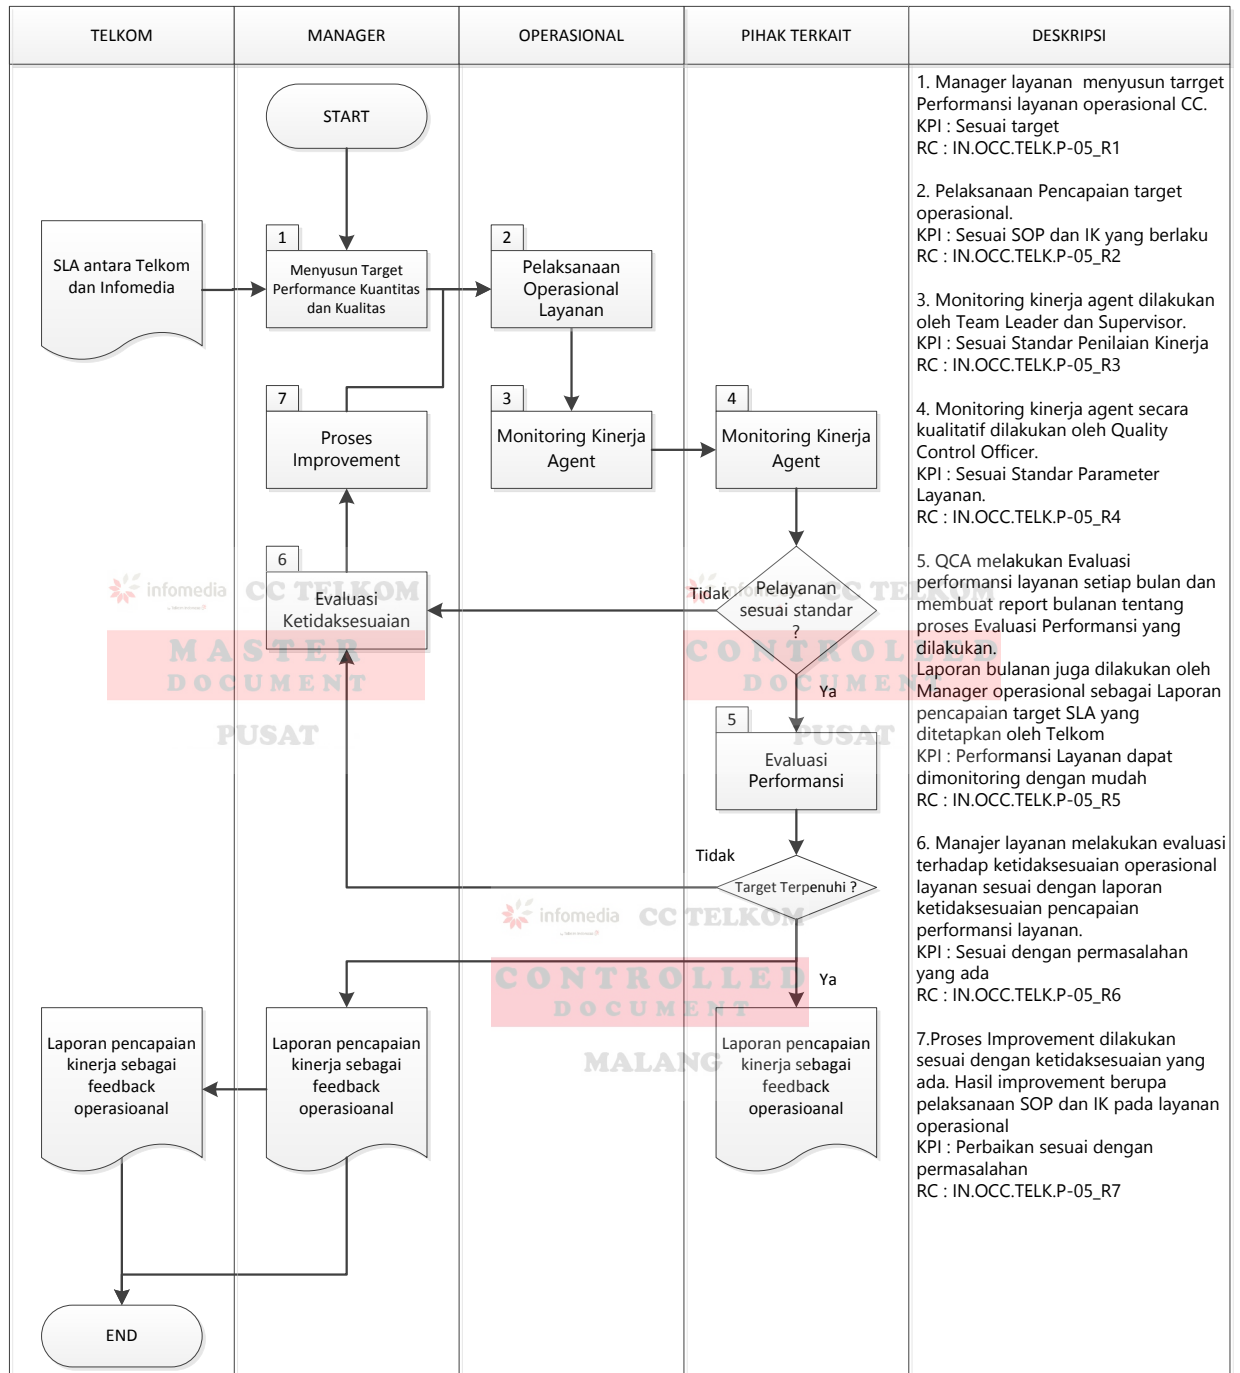 TELKOM
MANAGER
OPERASIONAL
PIHAK TERKAIT
DESKRIPSI
START
SLA antara Telkom
dan Infomedia
1
Menyusun Target
Performance Kuantitas
dan Kualitas
2
Pelaksanaan
Operasional
Layanan
7
Proses
Improvement
3
Monitoring Kinerja
Agent
4
Monitoring Kinerja
Agent
6
Evaluasi
Ketidaksesuaian
Tidak
Pelayanan
sesuai standar
?
Ya
5
Evaluasi
Performansi
Tidak
Target Terpenuhi ?
Ya
Laporan pencapaian
kinerja sebagai
feedback
operasioanal
Laporan pencapaian
kinerja sebagai
feedback
operasioanal
Laporan pencapaian
kinerja sebagai
feedback
operasioanal
END
1. Manager layanan  menyusun tarrget
Performansi layanan operasional CC.
KPI : Sesuai target
RC : IN.OCC.TELK.P-05_R1
2. Pelaksanaan Pencapaian target
operasional.
KPI : Sesuai SOP dan IK yang berlaku
RC : IN.OCC.TELK.P-05_R2
3. Monitoring kinerja agent dilakukan
oleh Team Leader dan Supervisor.
KPI : Sesuai Standar Penilaian Kinerja
RC : IN.OCC.TELK.P-05_R3
4. Monitoring kinerja agent secara
kualitatif dilakukan oleh Quality
Control Officer.
KPI : Sesuai Standar Parameter
Layanan.
RC : IN.OCC.TELK.P-05_R4
5. QCA melakukan Evaluasi
performansi layanan setiap bulan dan
membuat report bulanan tentang
proses Evaluasi Performasi yang
dilakukan.
Laporan bulanan juga dilakukan oleh
Manager operasional sebagai Laporan
pencapaian target SLA yang
ditetapkan oleh Telkom
KPI : Performansi Layanan dapat
dimonitoring dengan mudah
RC : IN.OCC.TELK.P-05_R5
6. Manajer layanan melakukan evaluasi
terhadap ketidaksesuaian operasional
layanan sesuai dengan laporan
ketidaksesuaian pencapaian
performansi layanan.
KPI : Sesuai dengan permasalahan
yang ada
RC : IN.OCC.TELK.P-05_R6
7.Proses Improvement dilakukan
sesuai dengan ketidaksesuaian yang
ada. Hasil improvement berupa
pelaksanaan SOP dan IK pada layanan
operasional
KPI : Perbaikan sesuai dengan
permasalahan
RC : IN.OCC.TELK.P-05_R7
infomedia CC TELKOM
MASTER
DOCUMENT
PUSAT
infomedia CC TELKOM
CONTROLLED
DOCUMENT
PUSAT
infomedia CC TELKOM
CONTROLLED
DOCUMENT
MALANG